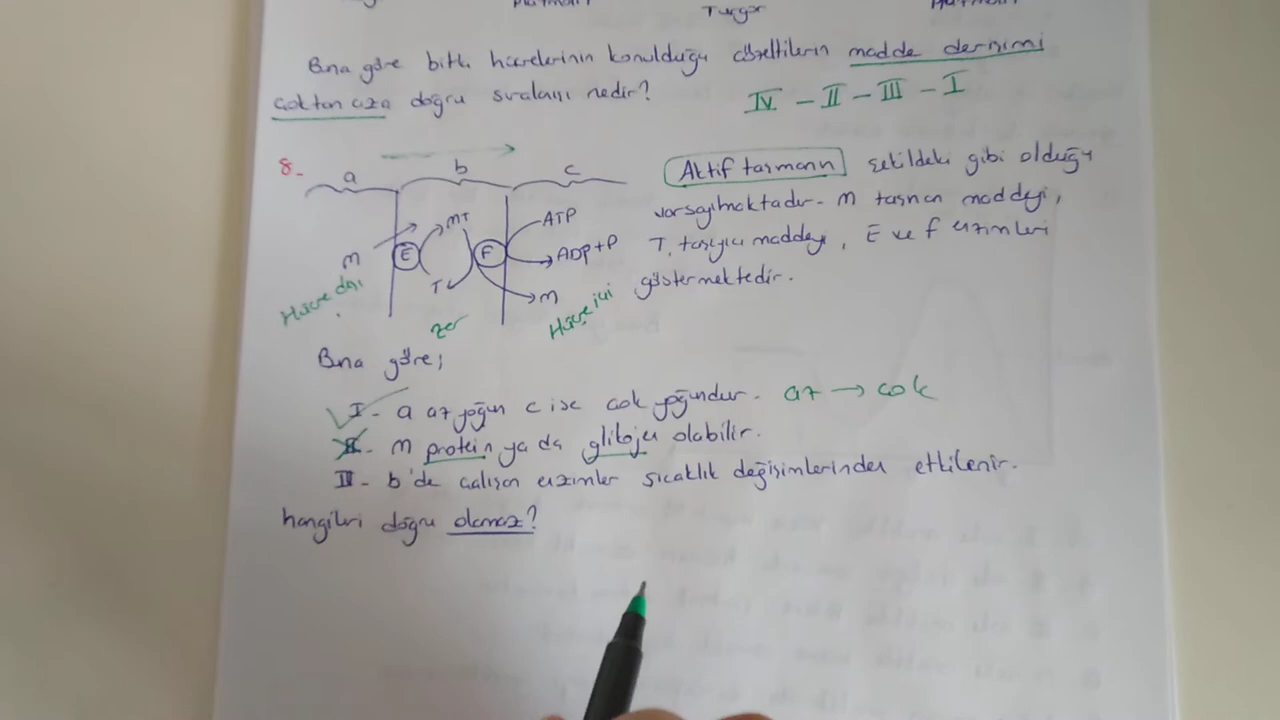 Turgor
Buna göre bitki hücrelerinin konulduğu çözeltilerin madde derişimi
çoktan aza doğru sıralanışı nedir? IV - II - III - I
8-
a b c
Aktif taşımanın şekildeki gibi olduğu
varsayılmaktadır. M taşınan maddeyi,
T, taşıyıcı maddeyi, E ve F enzimleri
göstermektedir.
M E MT T F ATP ADP+P M
Hücre dışı zar Hücre içi
Buna göre;
I- a az yoğun c ise çok yoğundur. az → çok
II- M protein ya da glikojen olabilir.
III- b'de çalışan enzimler sıcaklık değişimlerinden etkilenir.
hangileri doğru olamaz?